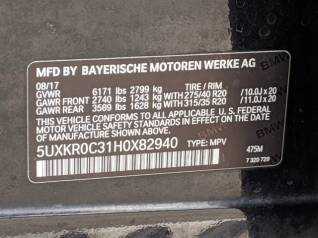 MFD BY BAYERISCHE MOTOREN WERKE AG
08/17
GVWR 6171 lbs 2799 kg TIRE / RIM
GAWR FRONT 2740 lbs 1243 kg 275/40 R20 /10.0J x 20
GAWR REAR 3589 lbs 1628 kg 315/35 R20 /11.0J x 20
THIS VEHICLE CONFORMS TO ALL APPLICABLE U.S. FEDERAL
MOTOR VEHICLE SAFETY STANDARDS IN EFFECT ON THE DATE
OF MANUFACTURE SHOWN ABOVE.
5UXKR0C31H0X82940 TYPE: MPV
475M
7 320 720